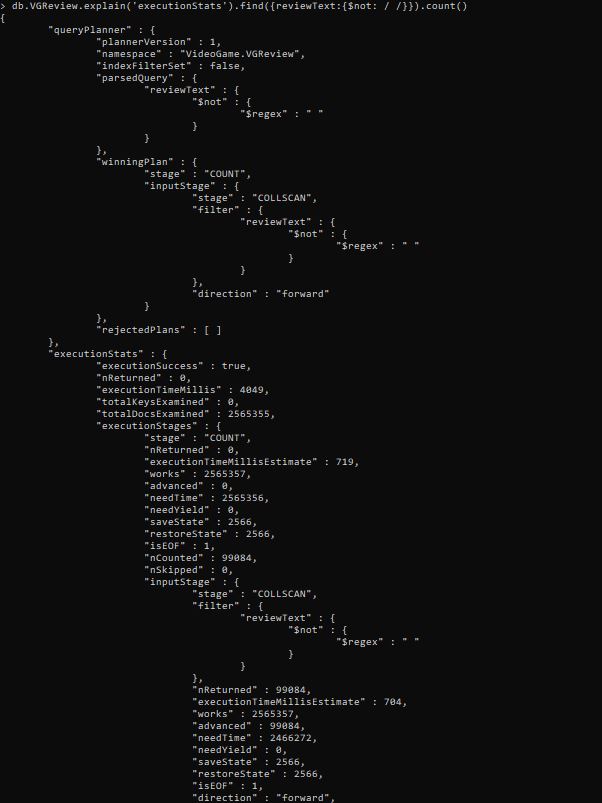 > db.VGReview.explain('executionStats').find({reviewText:{$not: / /}}).count()
{
        "queryPlanner" : {
                "plannerVersion" : 1,
                "namespace" : "VideoGame.VGReview",
                "indexFilterSet" : false,
                "parsedQuery" : {
                        "reviewText" : {
                                "$not" : {
                                        "$regex" : " "
                                }
                        }
                },
                "winningPlan" : {
                        "stage" : "COUNT",
                        "inputStage" : {
                                "stage" : "COLLSCAN",
                                "filter" : {
                                        "reviewText" : {
                                                "$not" : {
                                                        "$regex" : " "
                                                }
                                        }
                                },
                                "direction" : "forward"
                        }
                },
                "rejectedPlans" : [ ]
        },
        "executionStats" : {
                "executionSuccess" : true,
                "nReturned" : 0,
                "executionTimeMillis" : 4049,
                "totalKeysExamined" : 0,
                "totalDocsExamined" : 2565355,
                "executionStages" : {
                        "stage" : "COUNT",
                        "nReturned" : 0,
                        "executionTimeMillisEstimate" : 719,
                        "works" : 2565357,
                        "advanced" : 0,
                        "needTime" : 2565356,
                        "needYield" : 0,
                        "saveState" : 2566,
                        "restoreState" : 2566,
                        "isEOF" : 1,
                        "nCounted" : 99084,
                        "nSkipped" : 0,
                        "inputStage" : {
                                "stage" : "COLLSCAN",
                                "filter" : {
                                        "reviewText" : {
                                                "$not" : {
                                                        "$regex" : " "
                                                }
                                        }
                                },
                                "nReturned" : 99084,
                                "executionTimeMillisEstimate" : 704,
                                "works" : 2565357,
                                "advanced" : 99084,
                                "needTime" : 2466272,
                                "needYield" : 0,
                                "saveState" : 2566,
                                "restoreState" : 2566,
                                "isEOF" : 1,
                                "direction" : "forward",